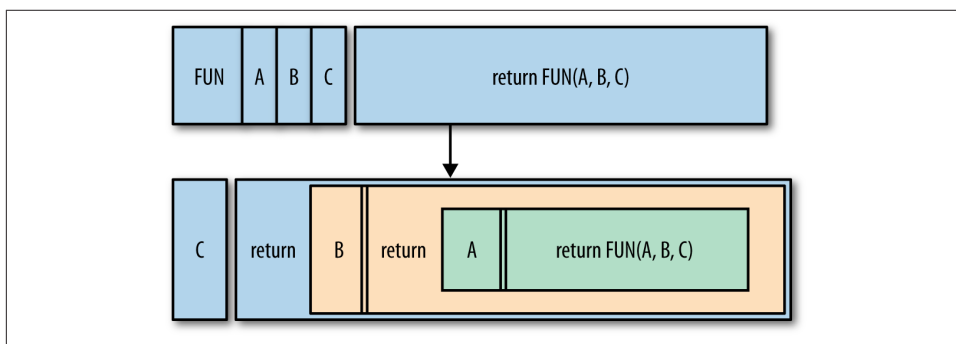 FUN A B C return FUN(A, B, C)
C return B return A return FUN(A, B, C)